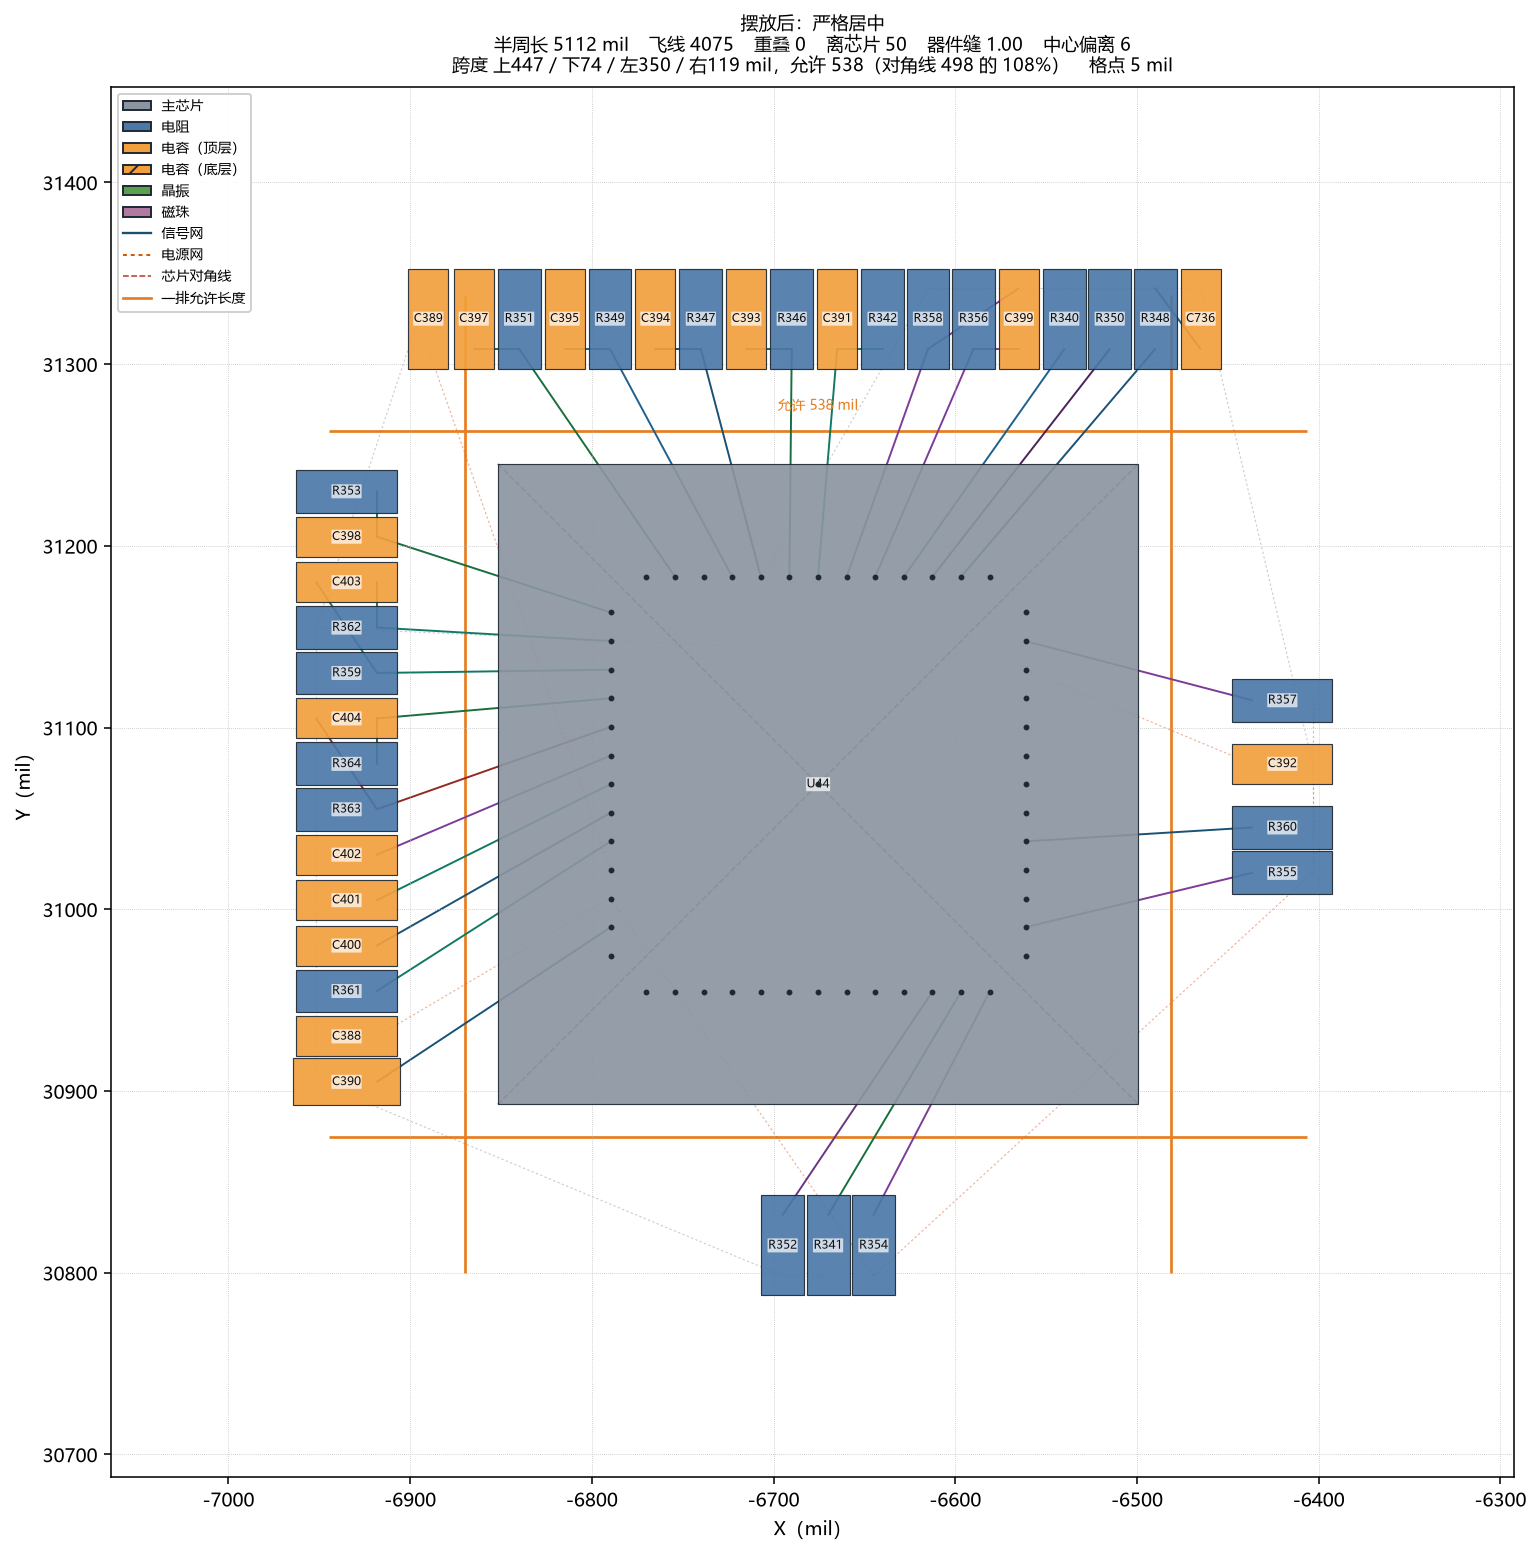 摆放后：严格居中
半周长 5112 mil    飞线 4075    重叠 0    离芯片 50    器件缝 1.00    中心偏离 6
跨度 上447 / 下74 / 左350 / 右119 mil，允许 538（对角线 498 的 108%）    格点 5 mil
主芯片
电阻
电容（顶层）
电容（底层）
晶振
磁珠
信号网
电源网
芯片对角线
一排允许长度
C389 C397 R351 C395 R349 C394 R347 C393 R346 C391 R342 R358 R356 C399 R340 R350 R348 C736
允许 538 mil
R353
C398
C403
R362
R359
C404
R364
R363
C402
C401
C400
R361
C388
C390
U44
R357
C392
R360
R355
R352 R341 R354
31400
31300
31200
31100
31000
30900
30800
30700
Y（mil）
-7000 -6900 -6800 -6700 -6600 -6500 -6400 -6300
X（mil）